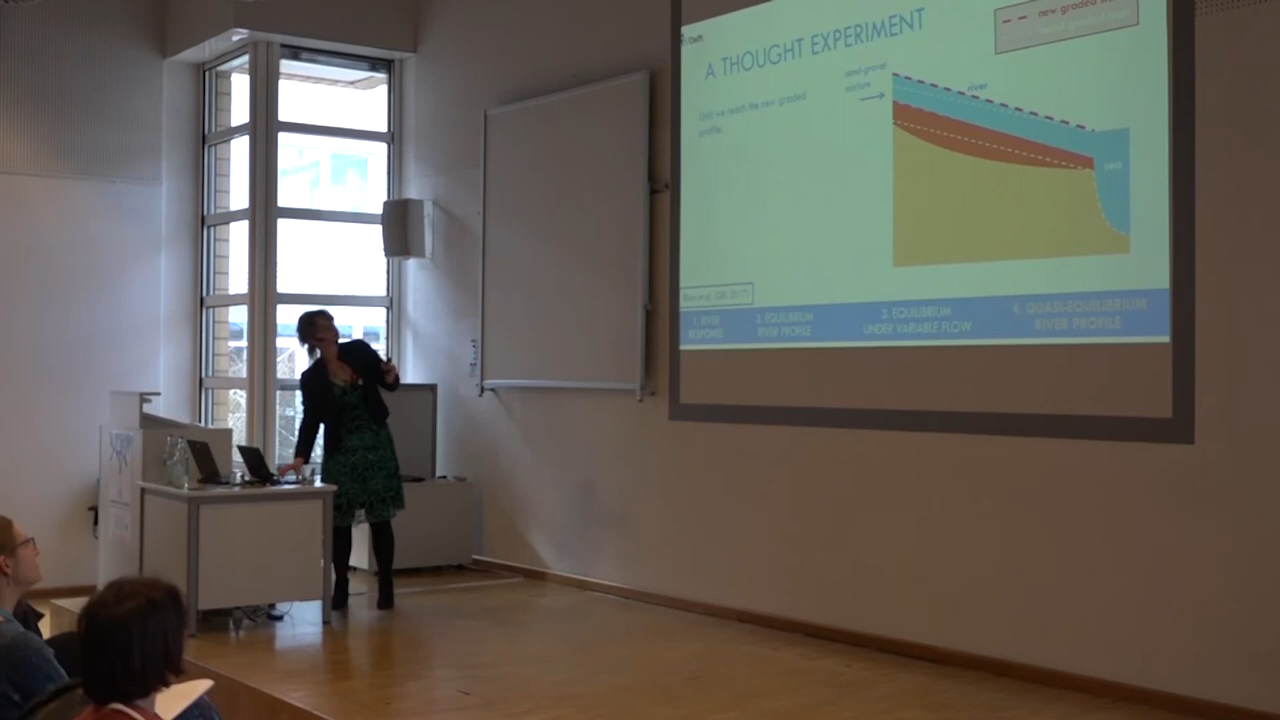 A THOUGHT EXPERIMENT
new graded
sand-gravel
mixture
river
Until we reach the new graded
profile.
sea
1. RIVER
RESPONSE
2. EQUILIBRIUM
RIVER PROFILE
3. EQUILIBRIUM
UNDER VARIABLE FLOW
4. QUASI-EQUILIBRIUM
RIVER PROFILE